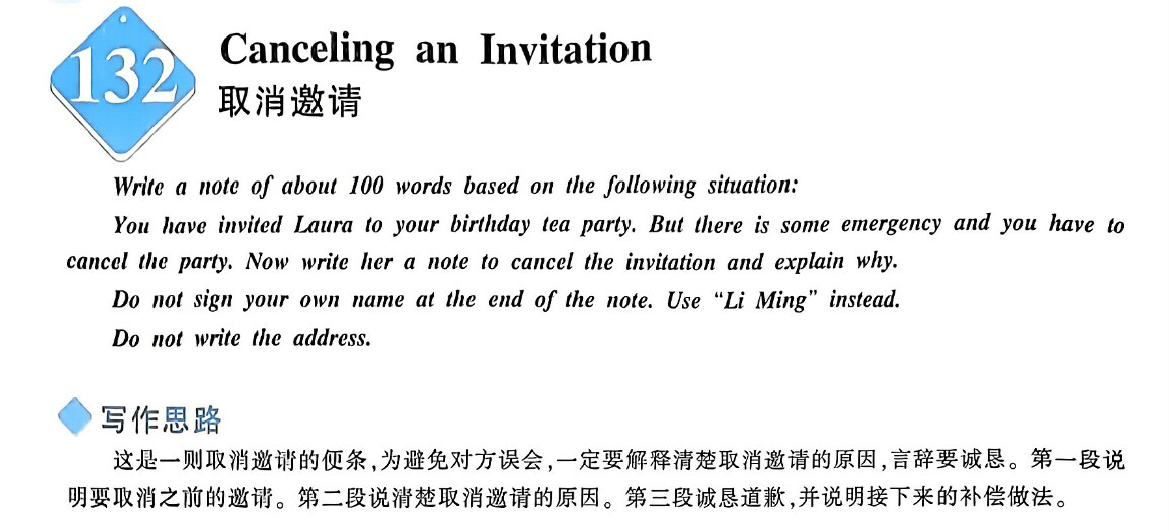 132
Canceling an Invitation
取消邀请
Write a note of about 100 words based on the following situation:
You have invited Laura to your birthday tea party. But there is some emergency and you have to
cancel the party. Now write her a note to cancel the invitation and explain why.
Do not sign your own name at the end of the note. Use “Li Ming” instead.
Do not write the address.
写作思路
这是一则取消邀请的便条,为避免对方误会,一定要解释清楚取消邀请的原因,言辞要诚恳。第一段说
明要取消之前的邀请。第二段说清楚取消邀请的原因。第三段诚恳道歉,并说明接下来的补偿做法。